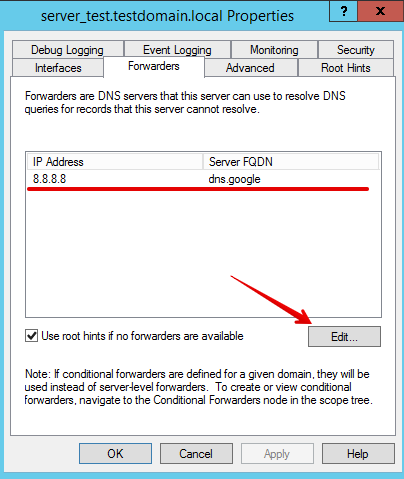 server_test.testdomain.local Properties
? X
Debug Logging Event Logging Monitoring Security
Interfaces Forwarders Advanced Root Hints
Forwarders are DNS servers that this server can use to resolve DNS
queries for records that this server cannot resolve.
IP Address Server FQDN
8.8.8.8 dns.google
Use root hints if no forwarders are available
Edit...
Note: If conditional forwarders are defined for a given domain, they will be
used instead of server-level forwarders. To create or view conditional
forwarders, navigate to the Conditional Forwarders node in the scope tree.
OK Cancel Apply Help